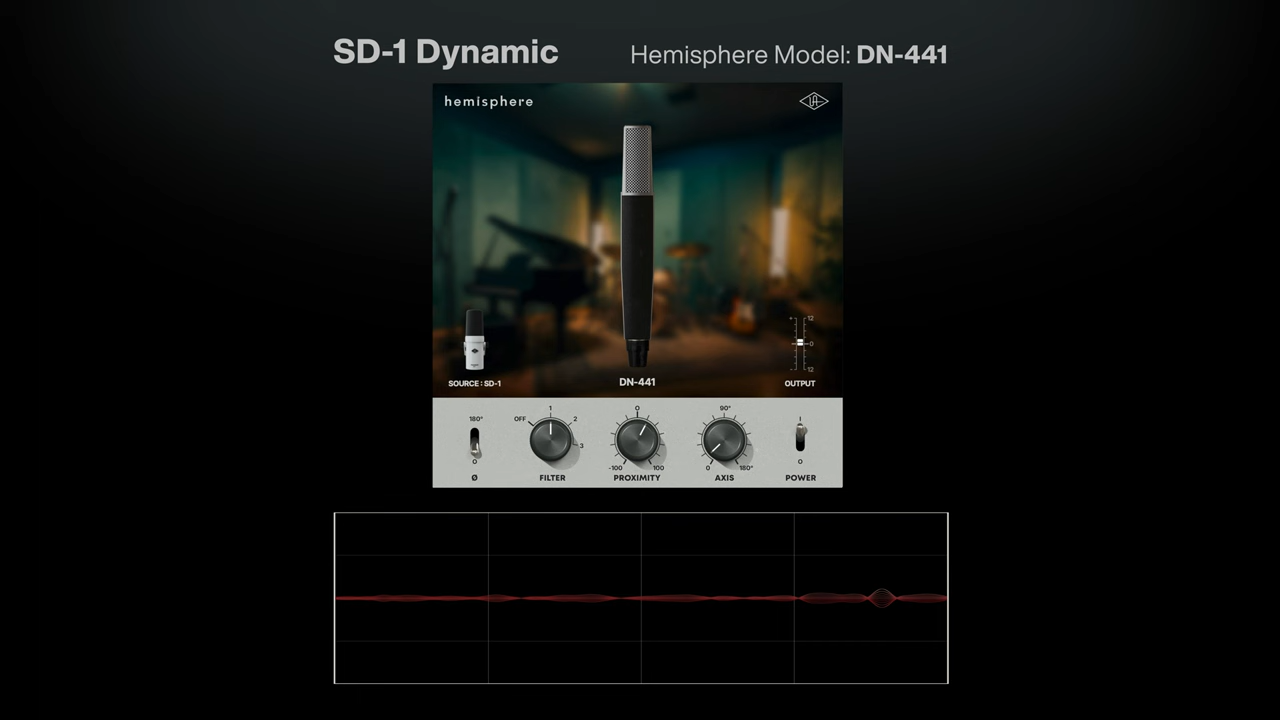 SD-1 Dynamic
Hemisphere Model: DN-441
hemisphere
UA
12
0
12
SOURCE : SD-1
DN-441
OUTPUT
180°
0
Ø
OFF
1
2
3
FILTER
0
-100
100
PROXIMITY
90°
0
180°
AXIS
I
O
POWER